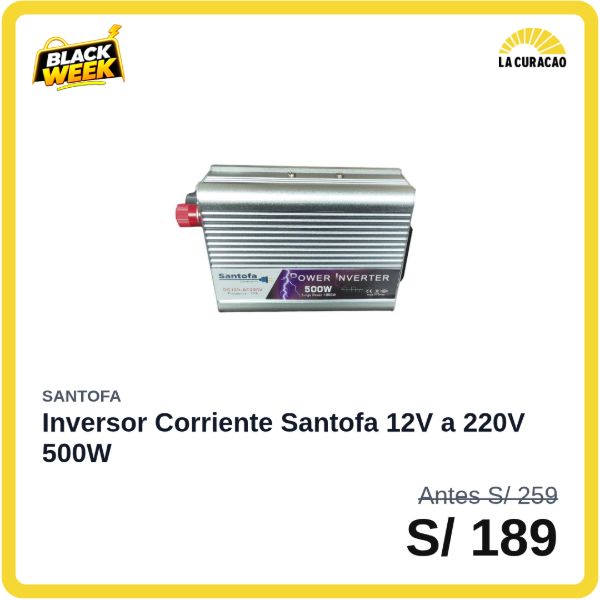 BLACK
WEEK
LA CURACAO
Santofa
POWER INVERTER
500W
SANTOFA
Inversor Corriente Santofa 12V a 220V
500W
Antes S/ 259
S/ 189